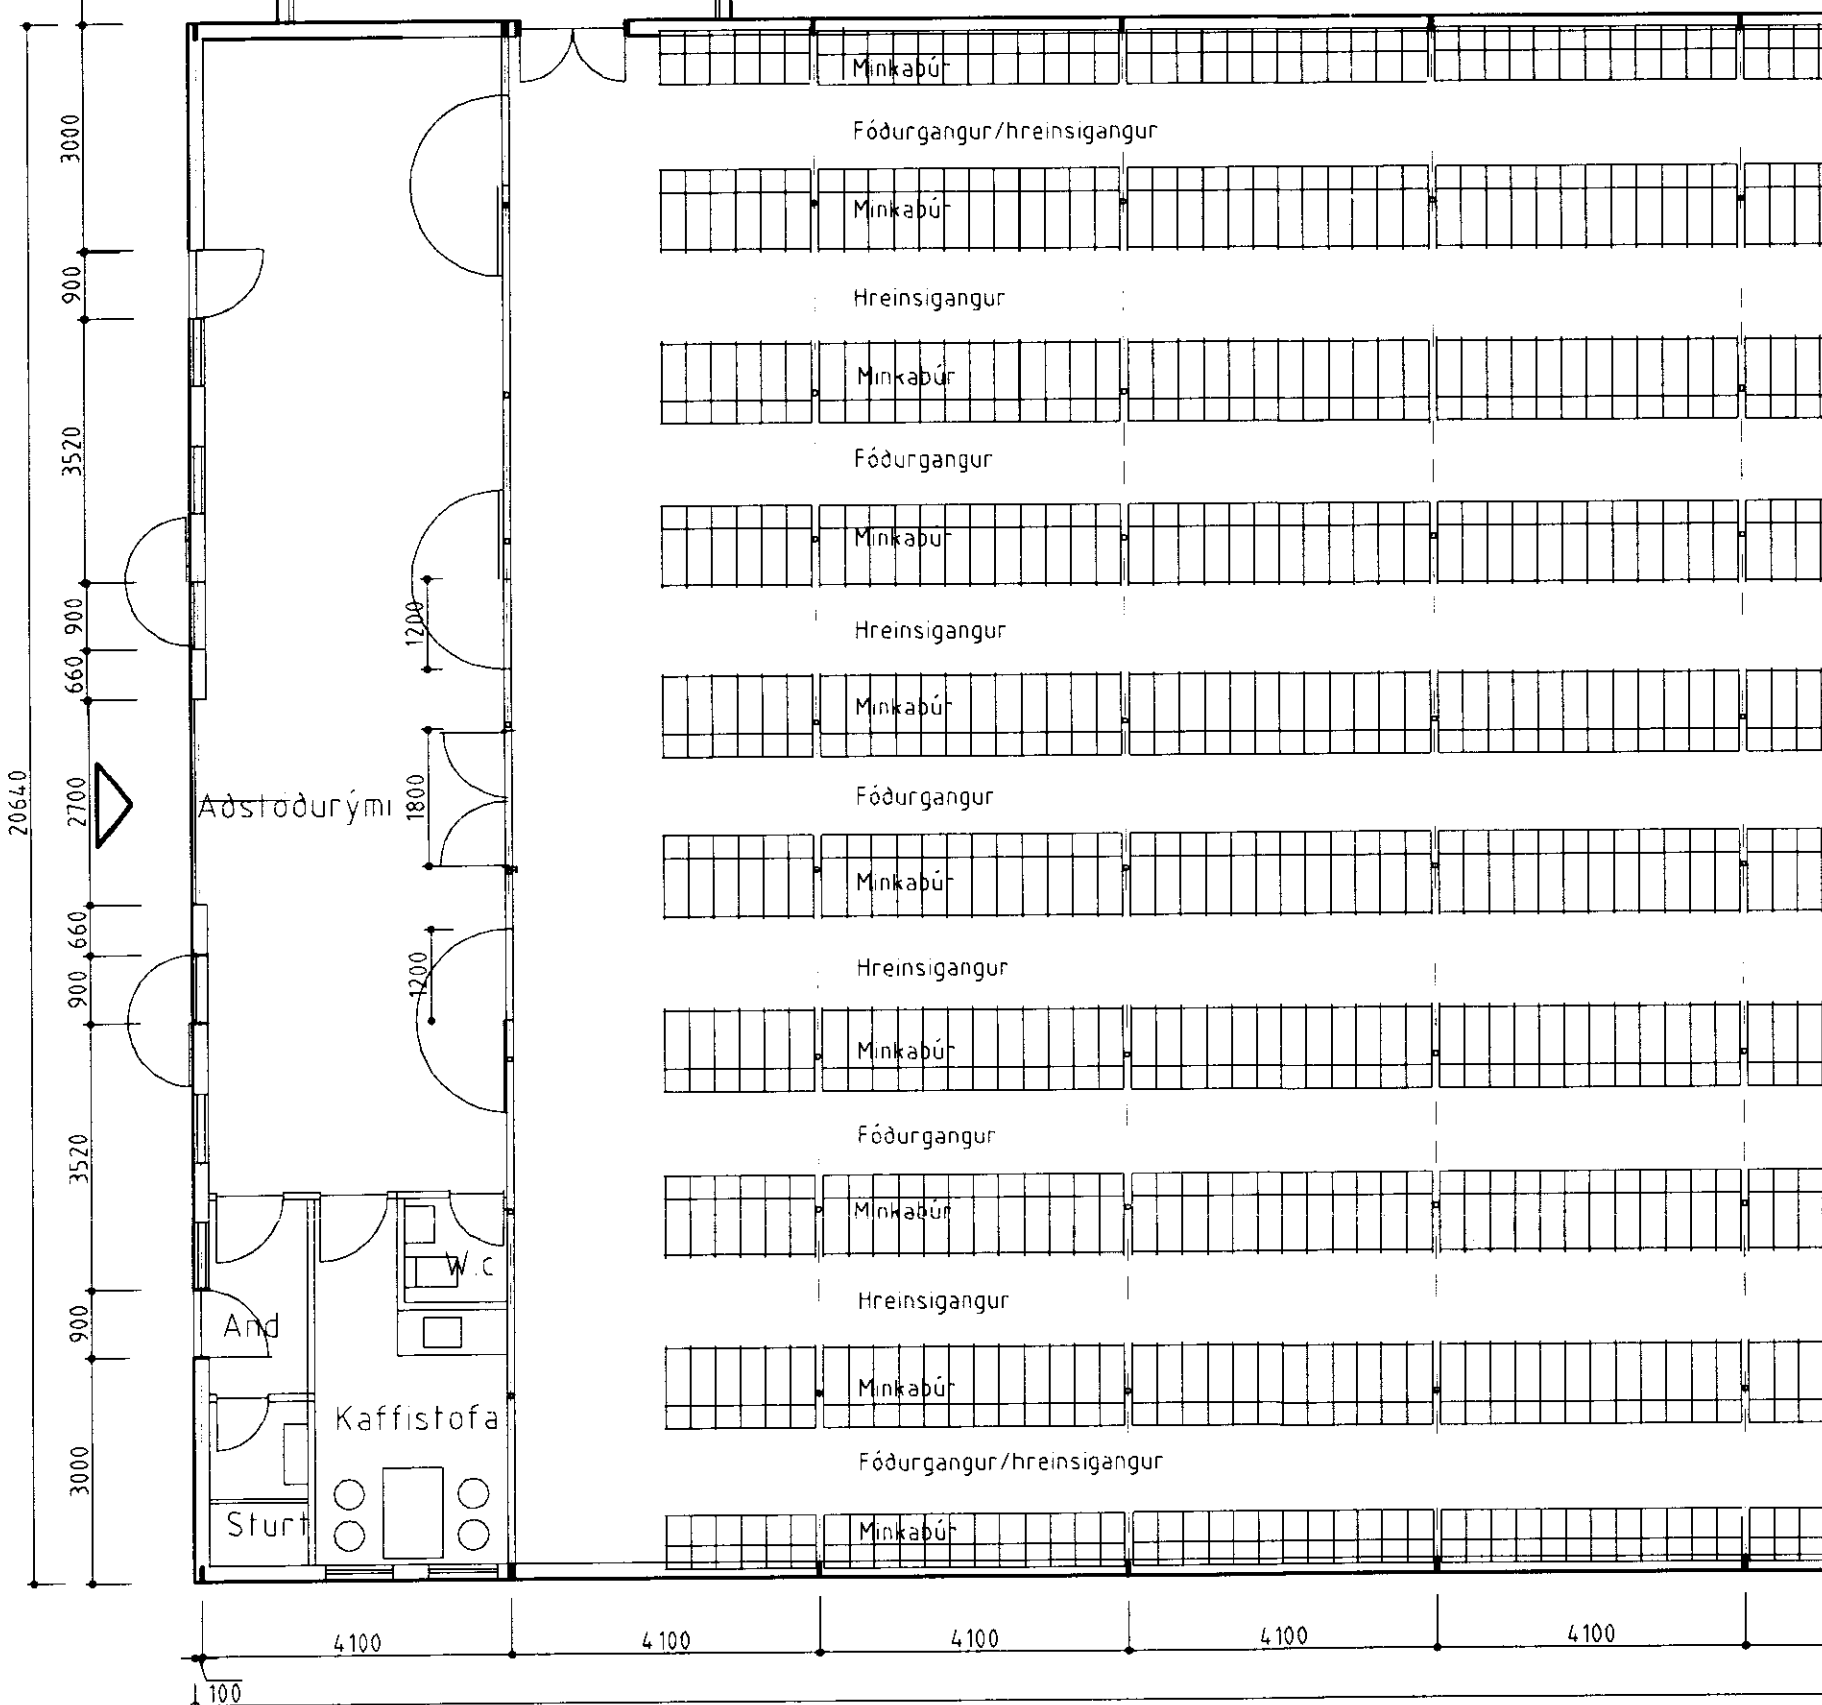 Minkabúr
Fóðurgangur/hreinsigangur
Minkabúr
Hreinsigangur
Minkabúr
Fóðurgangur
Minkabúr
Hreinsigangur
Minkabúr
Fóðurgangur
Minkabúr
Hreinsigangur
Minkabúr
Fóðurgangur
Minkabúr
Hreinsigangur
Minkabúr
Fóðurgangur/hreinsigangur
Minkabúr
Aðstöðurými
W.c
And
Kaffistofa
Sturt
1200
1800
1200
20640
3000
900
3520
900
660
2700
660
900
3520
900
3000
4100
4100
4100
4100
4100
100